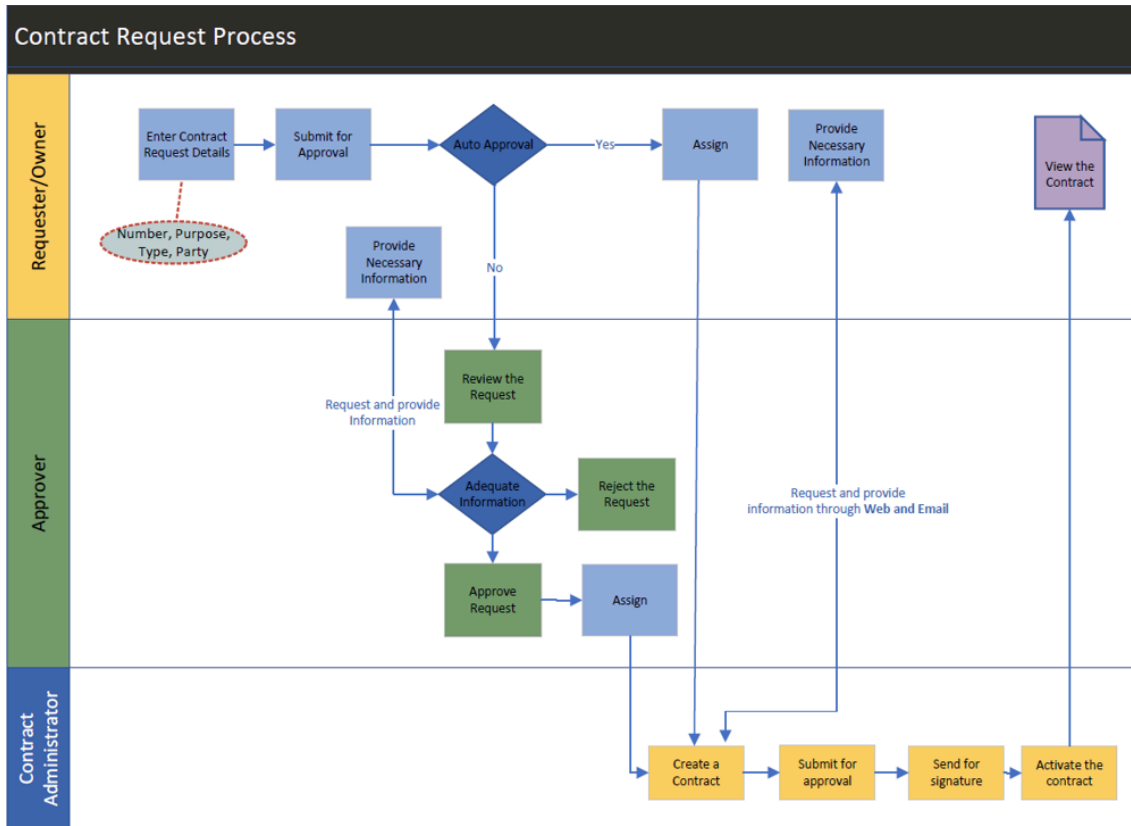 Contract Request Process
Requester/Owner
Enter Contract
Request Details
Submit for
Approval
Auto Approval
Yes
Assign
Provide
Necessary
Information
View the
Contract
Number, Purpose,
Type, Party
Provide
Necessary
Information
No
Approver
Review the
Request
Request and provide
Information
Adequate
Information
Reject the
Request
Request and provide
information through Web and Email
Approve
Request
Assign
Contract
Administrator
Create a
Contract
Submit for
approval
Send for
signature
Activate the
contract